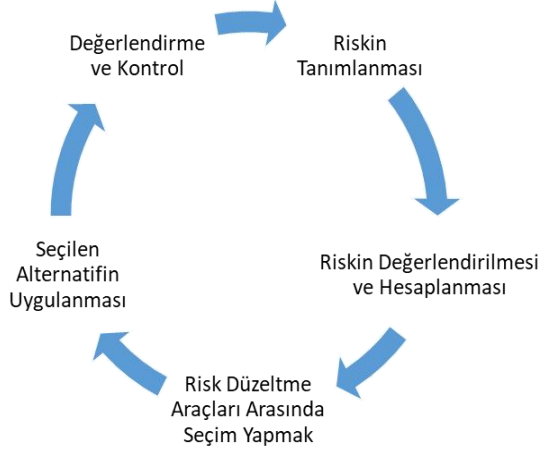 Değerlendirme
ve Kontrol
Riskin
Tanımlanması
Riskin Değerlendirilmesi
ve Hesaplanması
Risk Düzeltme
Araçları Arasında
Seçim Yapmak
Seçilen
Alternatifin
Uygulanması